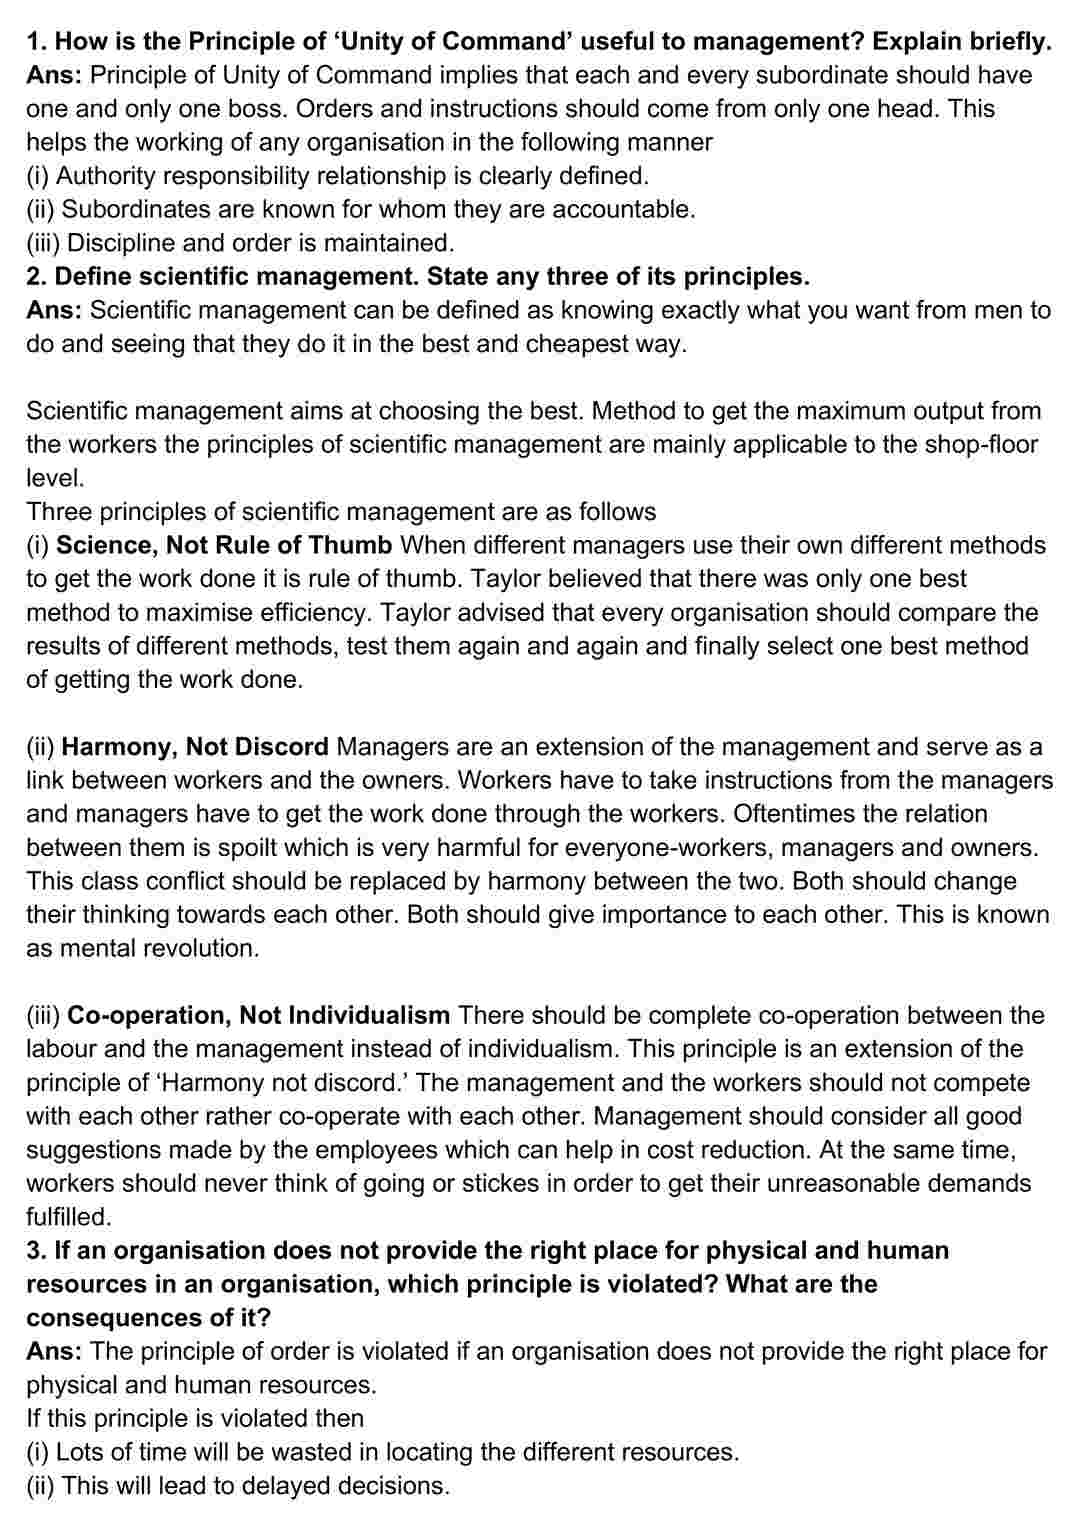 1. How is the Principle of ‘Unity of Command’ useful to management? Explain briefly.
Ans: Principle of Unity of Command implies that each and every subordinate should have
one and only one boss. Orders and instructions should come from only one head. This
helps the working of any organisation in the following manner
(i) Authority responsibility relationship is clearly defined.
(ii) Subordinates are known for whom they are accountable.
(iii) Discipline and order is maintained.
2. Define scientific management. State any three of its principles.
Ans: Scientific management can be defined as knowing exactly what you want from men to
do and seeing that they do it in the best and cheapest way.
Scientific management aims at choosing the best. Method to get the maximum output from
the workers the principles of scientific management are mainly applicable to the shop-floor
level.
Three principles of scientific management are as follows
(i) Science, Not Rule of Thumb When different managers use their own different methods
to get the work done it is rule of thumb. Taylor believed that there was only one best
method to maximise efficiency. Taylor advised that every organisation should compare the
results of different methods, test them again and again and finally select one best method
of getting the work done.
(ii) Harmony, Not Discord Managers are an extension of the management and serve as a
link between workers and the owners. Workers have to take instructions from the managers
and managers have to get the work done through the workers. Oftentimes the relation
between them is spoilt which is very harmful for everyone-workers, managers and owners.
This class conflict should be replaced by harmony between the two. Both should change
their thinking towards each other. Both should give importance to each other. This is known
as mental revolution.
(iii) Co-operation, Not Individualism There should be complete co-operation between the
labour and the management instead of individualism. This principle is an extension of the
principle of ‘Harmony not discord.’ The management and the workers should not compete
with each other rather co-operate with each other. Management should consider all good
suggestions made by the employees which can help in cost reduction. At the same time,
workers should never think of going or stickes in order to get their unreasonable demands
fulfilled.
3. If an organisation does not provide the right place for physical and human
resources in an organisation, which principle is violated? What are the
consequences of it?
Ans: The principle of order is violated if an organisation does not provide the right place for
physical and human resources.
If this principle is violated then
(i) Lots of time will be wasted in locating the different resources.
(ii) This will lead to delayed decisions.